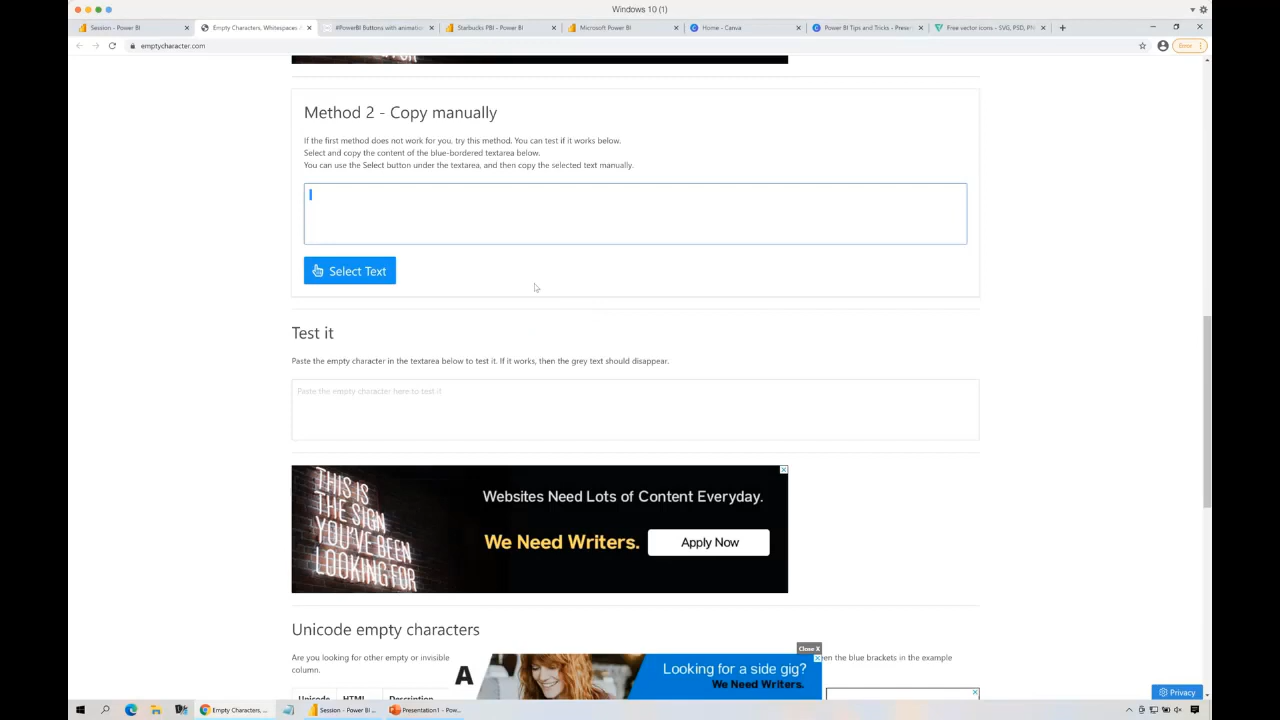 Windows 10 (1)
Session - Power BI
Empty Characters, Whitespaces
#PowerBI Buttons with animatio
Starbucks PBI - Power BI
Microsoft Power BI
Home - Canva
Power BI Tips and Tricks - Prese
Free vector icons - SVG, PSD, PN
emptycharacter.com
Error
Method 2 - Copy manually
If the first method does not work for you, try this method. You can test if it works below.
Select and copy the content of the blue-bordered textarea below.
You can use the Select button under the textarea, and then copy the selected text manually.
Select Text
Test it
Paste the empty character in the textarea below to test it. If it works, then the grey text should disappear.
Paste the empty character here to test it
THIS IS
THE SIGN
YOU'VE BEEN
LOOKING FOR
Websites Need Lots of Content Everyday.
We Need Writers.
Apply Now
Unicode empty characters
Close X
Are you looking for other empty or invisible
een the blue brackets in the example
column.
A
Looking for a side gig?
We Need Writers.
Unicode
HTML
Description
Privacy
Empty Characters, ...
Session - Power BI ...
Presentation1 - Pow...